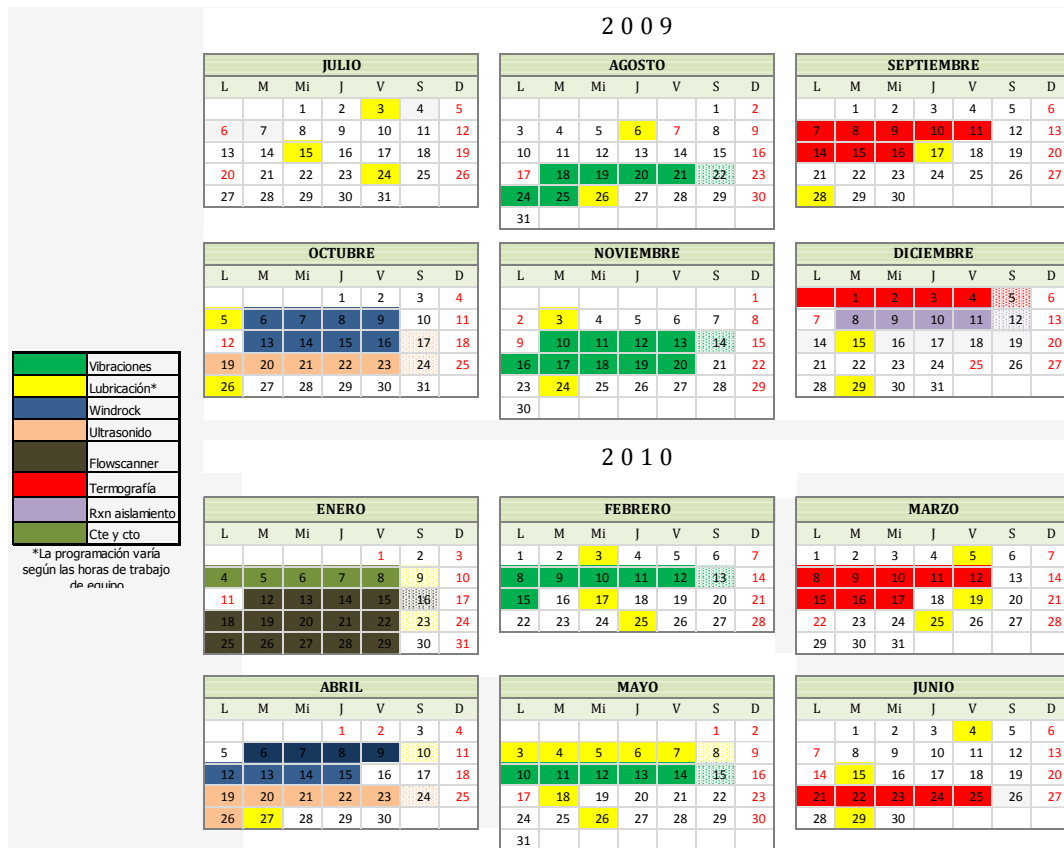 2009
JULIO
L M Mi J V S D
1 2 3 4 5
6 7 8 9 10 11 12
13 14 15 16 17 18 19
20 21 22 23 24 25 26
27 28 29 30 31
AGOSTO
L M Mi J V S D
1 2
3 4 5 6 7 8 9
10 11 12 13 14 15 16
17 18 19 20 21 22 23
24 25 26 27 28 29 30
31
SEPTIEMBRE
L M Mi J V S D
1 2 3 4 5 6
7 8 9 10 11 12 13
14 15 16 17 18 19 20
21 22 23 24 25 26 27
28 29 30
OCTUBRE
L M Mi J V S D
1 2 3 4
5 6 7 8 9 10 11
12 13 14 15 16 17 18
19 20 21 22 23 24 25
26 27 28 29 30 31
NOVIEMBRE
L M Mi J V S D
1
2 3 4 5 6 7 8
9 10 11 12 13 14 15
16 17 18 19 20 21 22
23 24 25 26 27 28 29
30
DICIEMBRE
L M Mi J V S D
1 2 3 4 5 6
7 8 9 10 11 12 13
14 15 16 17 18 19 20
21 22 23 24 25 26 27
28 29 30 31
Vibraciones
Lubricación*
Windrock
Ultrasonido
Flowscanner
Termografía
Rxn aislamiento
Cte y cto
*La programación varía
según las horas de trabajo
de equipo
2010
ENERO
L M Mi J V S D
1 2 3
4 5 6 7 8 9 10
11 12 13 14 15 16 17
18 19 20 21 22 23 24
25 26 27 28 29 30 31
FEBRERO
L M Mi J V S D
1 2 3 4 5 6 7
8 9 10 11 12 13 14
15 16 17 18 19 20 21
22 23 24 25 26 27 28
MARZO
L M Mi J V S D
1 2 3 4 5 6 7
8 9 10 11 12 13 14
15 16 17 18 19 20 21
22 23 24 25 26 27 28
29 30 31
ABRIL
L M Mi J V S D
1 2 3 4
5 6 7 8 9 10 11
12 13 14 15 16 17 18
19 20 21 22 23 24 25
26 27 28 29 30
MAYO
L M Mi J V S D
1 2
3 4 5 6 7 8 9
10 11 12 13 14 15 16
17 18 19 20 21 22 23
24 25 26 27 28 29 30
31
JUNIO
L M Mi J V S D
1 2 3 4 5 6
7 8 9 10 11 12 13
14 15 16 17 18 19 20
21 22 23 24 25 26 27
28 29 30